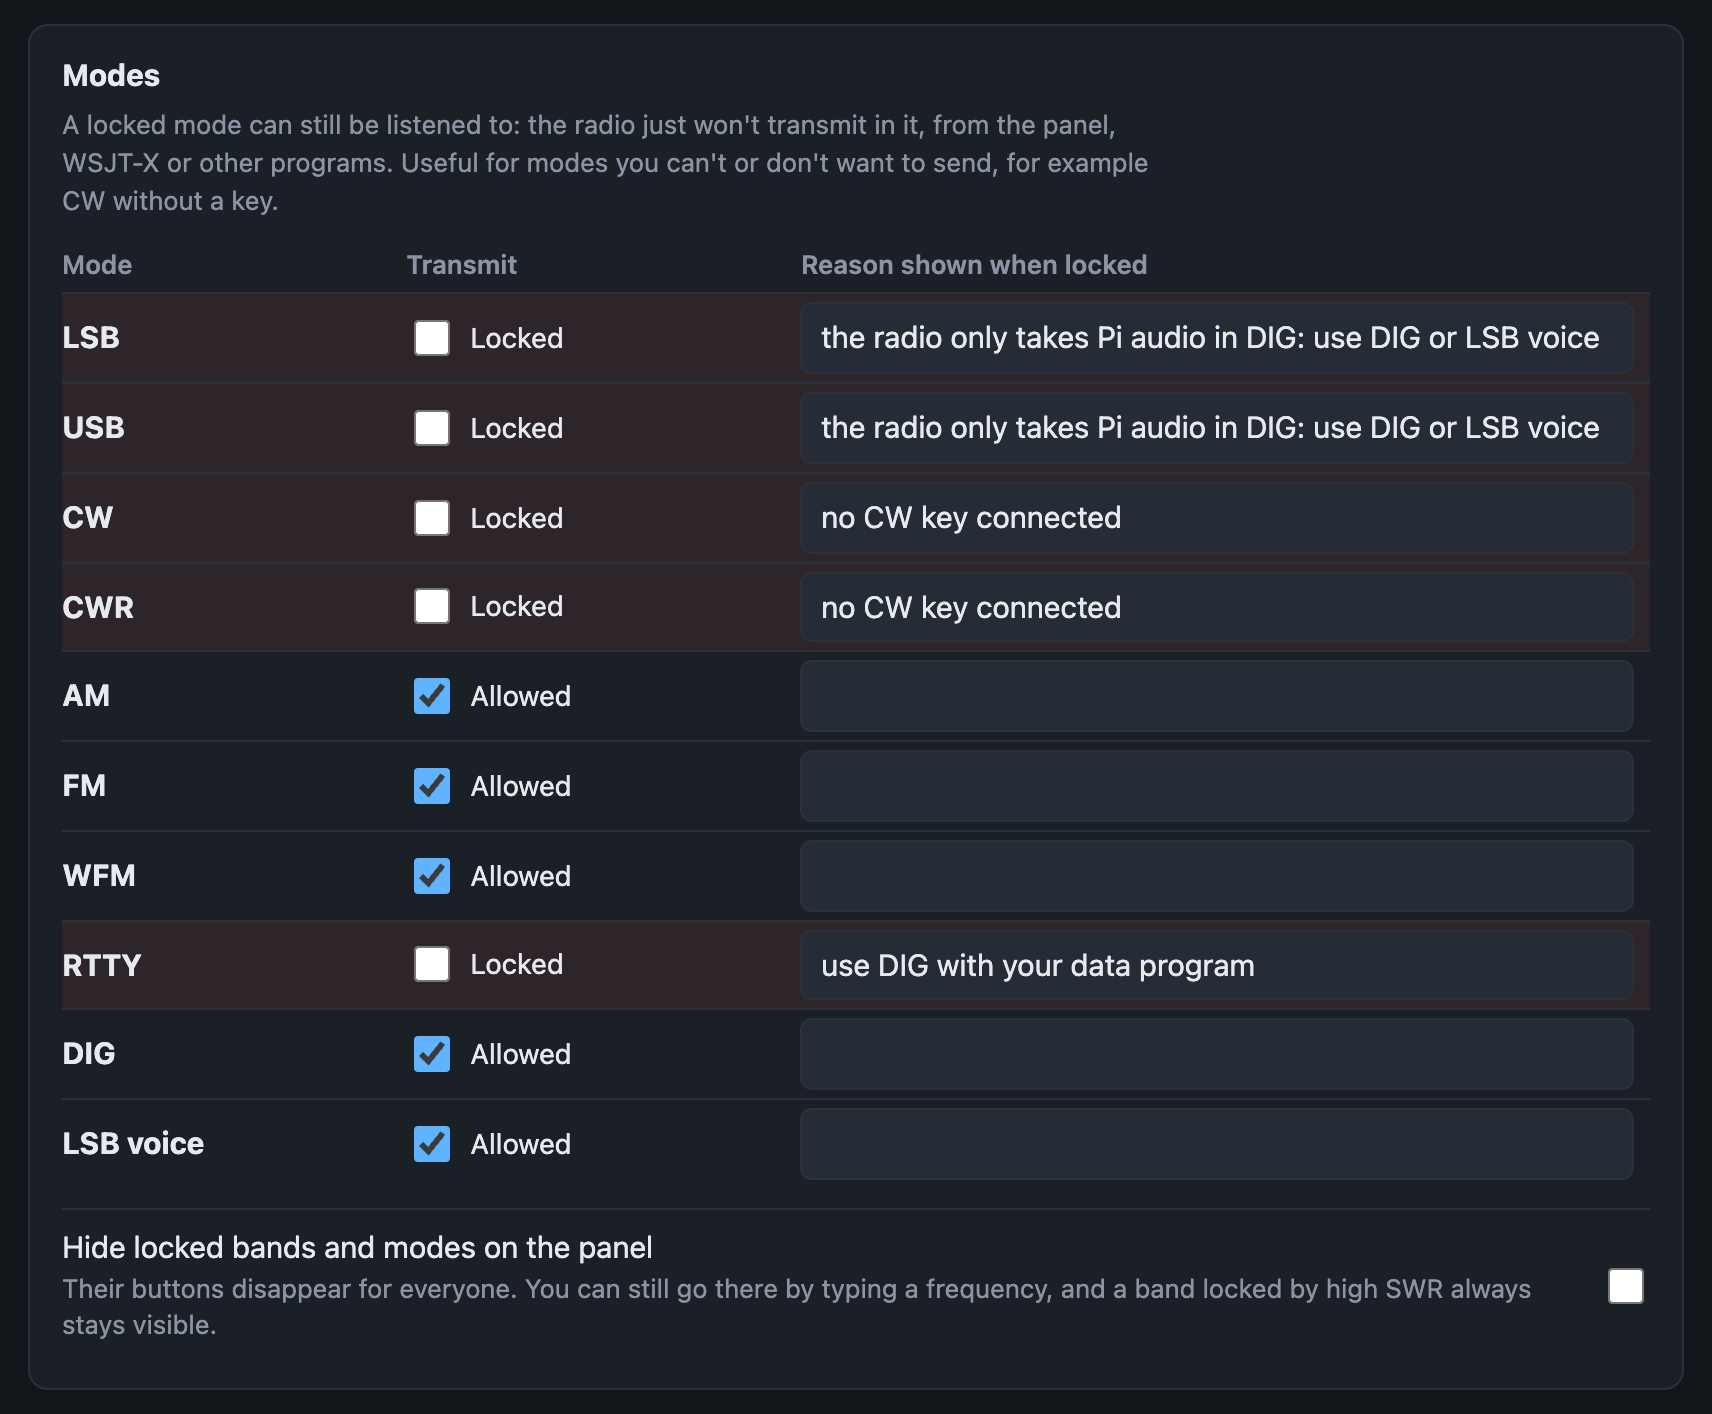 Modes
A locked mode can still be listened to: the radio just won't transmit in it, from the panel,
WSJT-X or other programs. Useful for modes you can't or don't want to send, for example
CW without a key.
Mode Transmit Reason shown when locked
LSB Locked the radio only takes Pi audio in DIG: use DIG or LSB voice
USB Locked the radio only takes Pi audio in DIG: use DIG or LSB voice
CW Locked no CW key connected
CWR Locked no CW key connected
AM Allowed
FM Allowed
WFM Allowed
RTTY Locked use DIG with your data program
DIG Allowed
LSB voice Allowed
Hide locked bands and modes on the panel
Their buttons disappear for everyone. You can still go there by typing a frequency, and a band locked by high SWR always
stays visible.